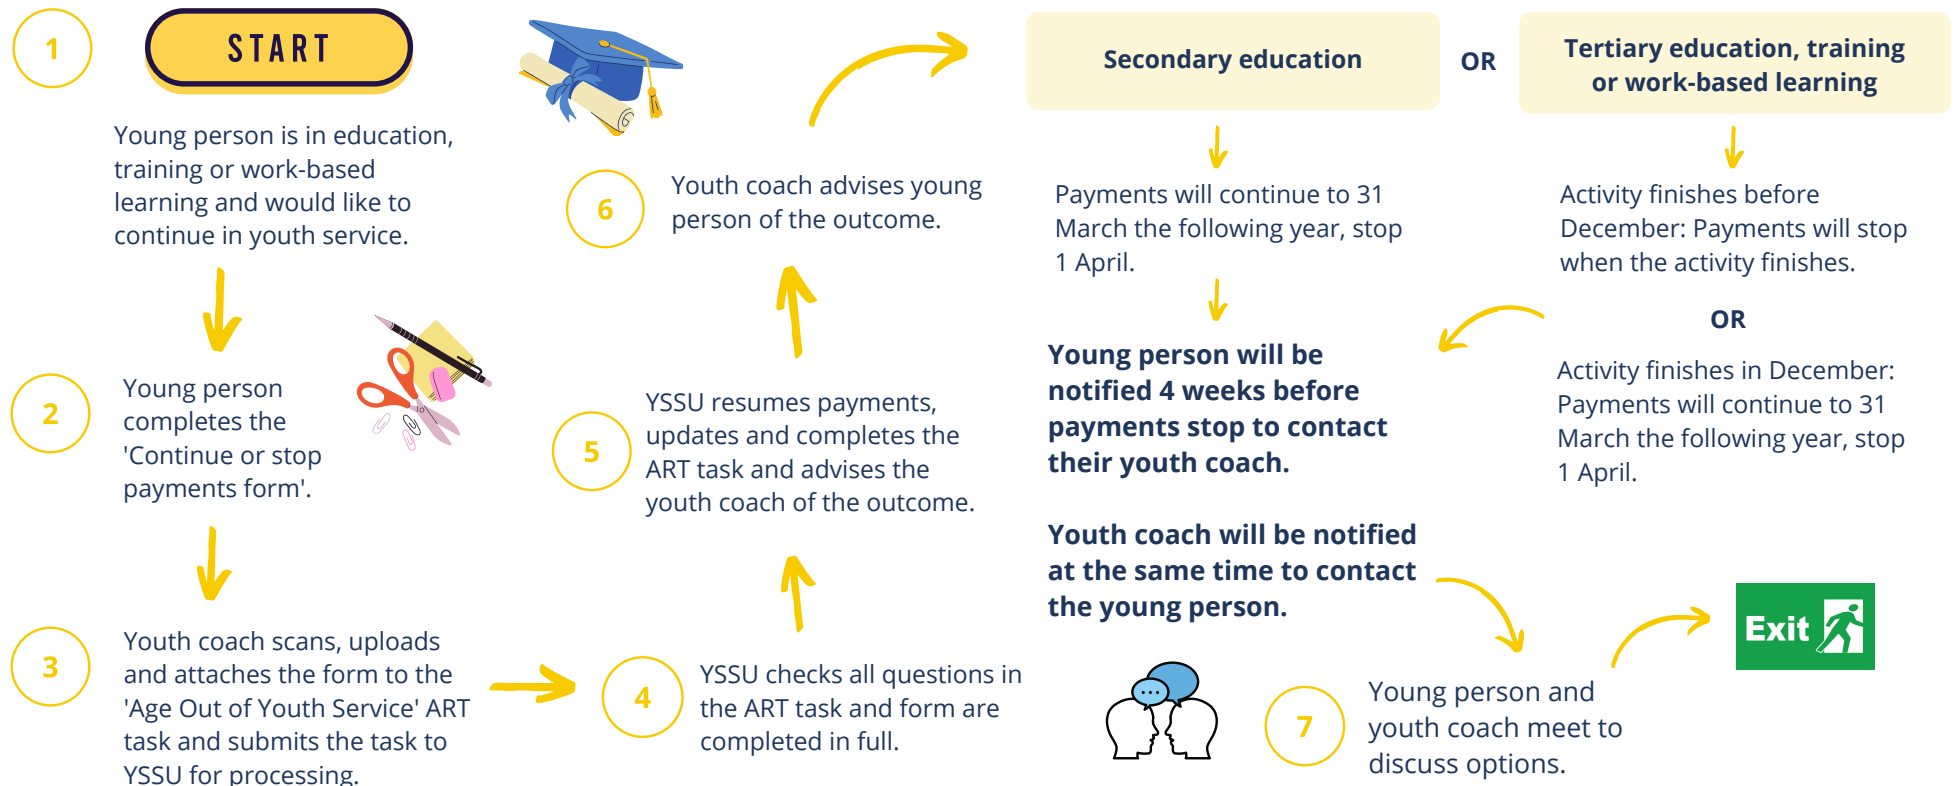 1
START
Young person is in education,
training or work-based
learning and would like to
continue in youth service.
2
Young person
completes the
'Continue or stop
payments form'.
3
Youth coach scans, uploads
and attaches the form to the
'Age Out of Youth Service' ART
task and submits the task to
YSSU for processing.
4
YSSU checks all questions in
the ART task and form are
completed in full.
5
YSSU resumes payments,
updates and completes the
ART task and advises the
youth coach of the outcome.
6
Youth coach advises young
person of the outcome.
Secondary education
OR
Tertiary education, training
or work-based learning
Payments will continue to 31
March the following year, stop
1 April.
Activity finishes before
December: Payments will stop
when the activity finishes.
OR
Activity finishes in December:
Payments will continue to 31
March the following year, stop
1 April.
Young person will be
notified 4 weeks before
payments stop to contact
their youth coach.
Youth coach will be notified
at the same time to contact
the young person.
7
Young person and
youth coach meet to
discuss options.
Exit